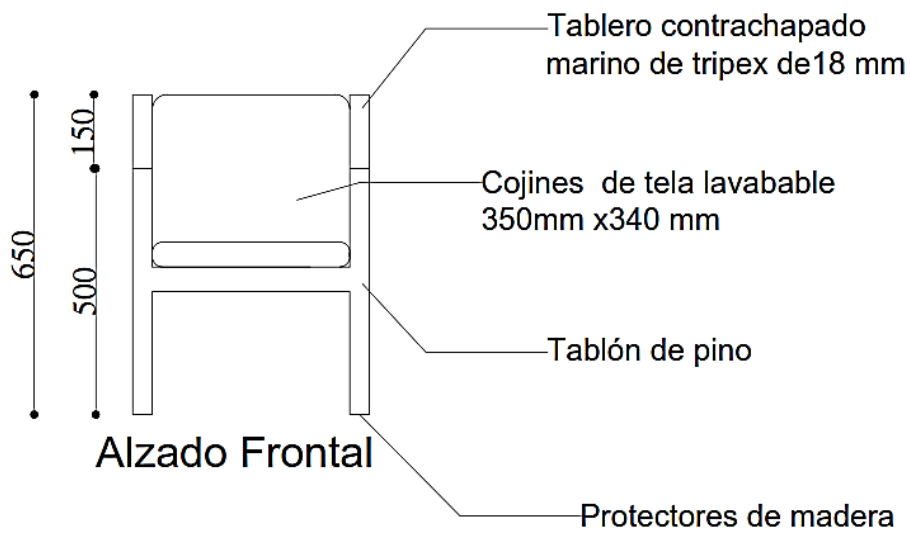 Tablero contrachapado
marino de tripex de18 mm
150
Cojines de tela lavabable
350mm x340 mm
650
500
Tablón de pino
Alzado Frontal
Protectores de madera